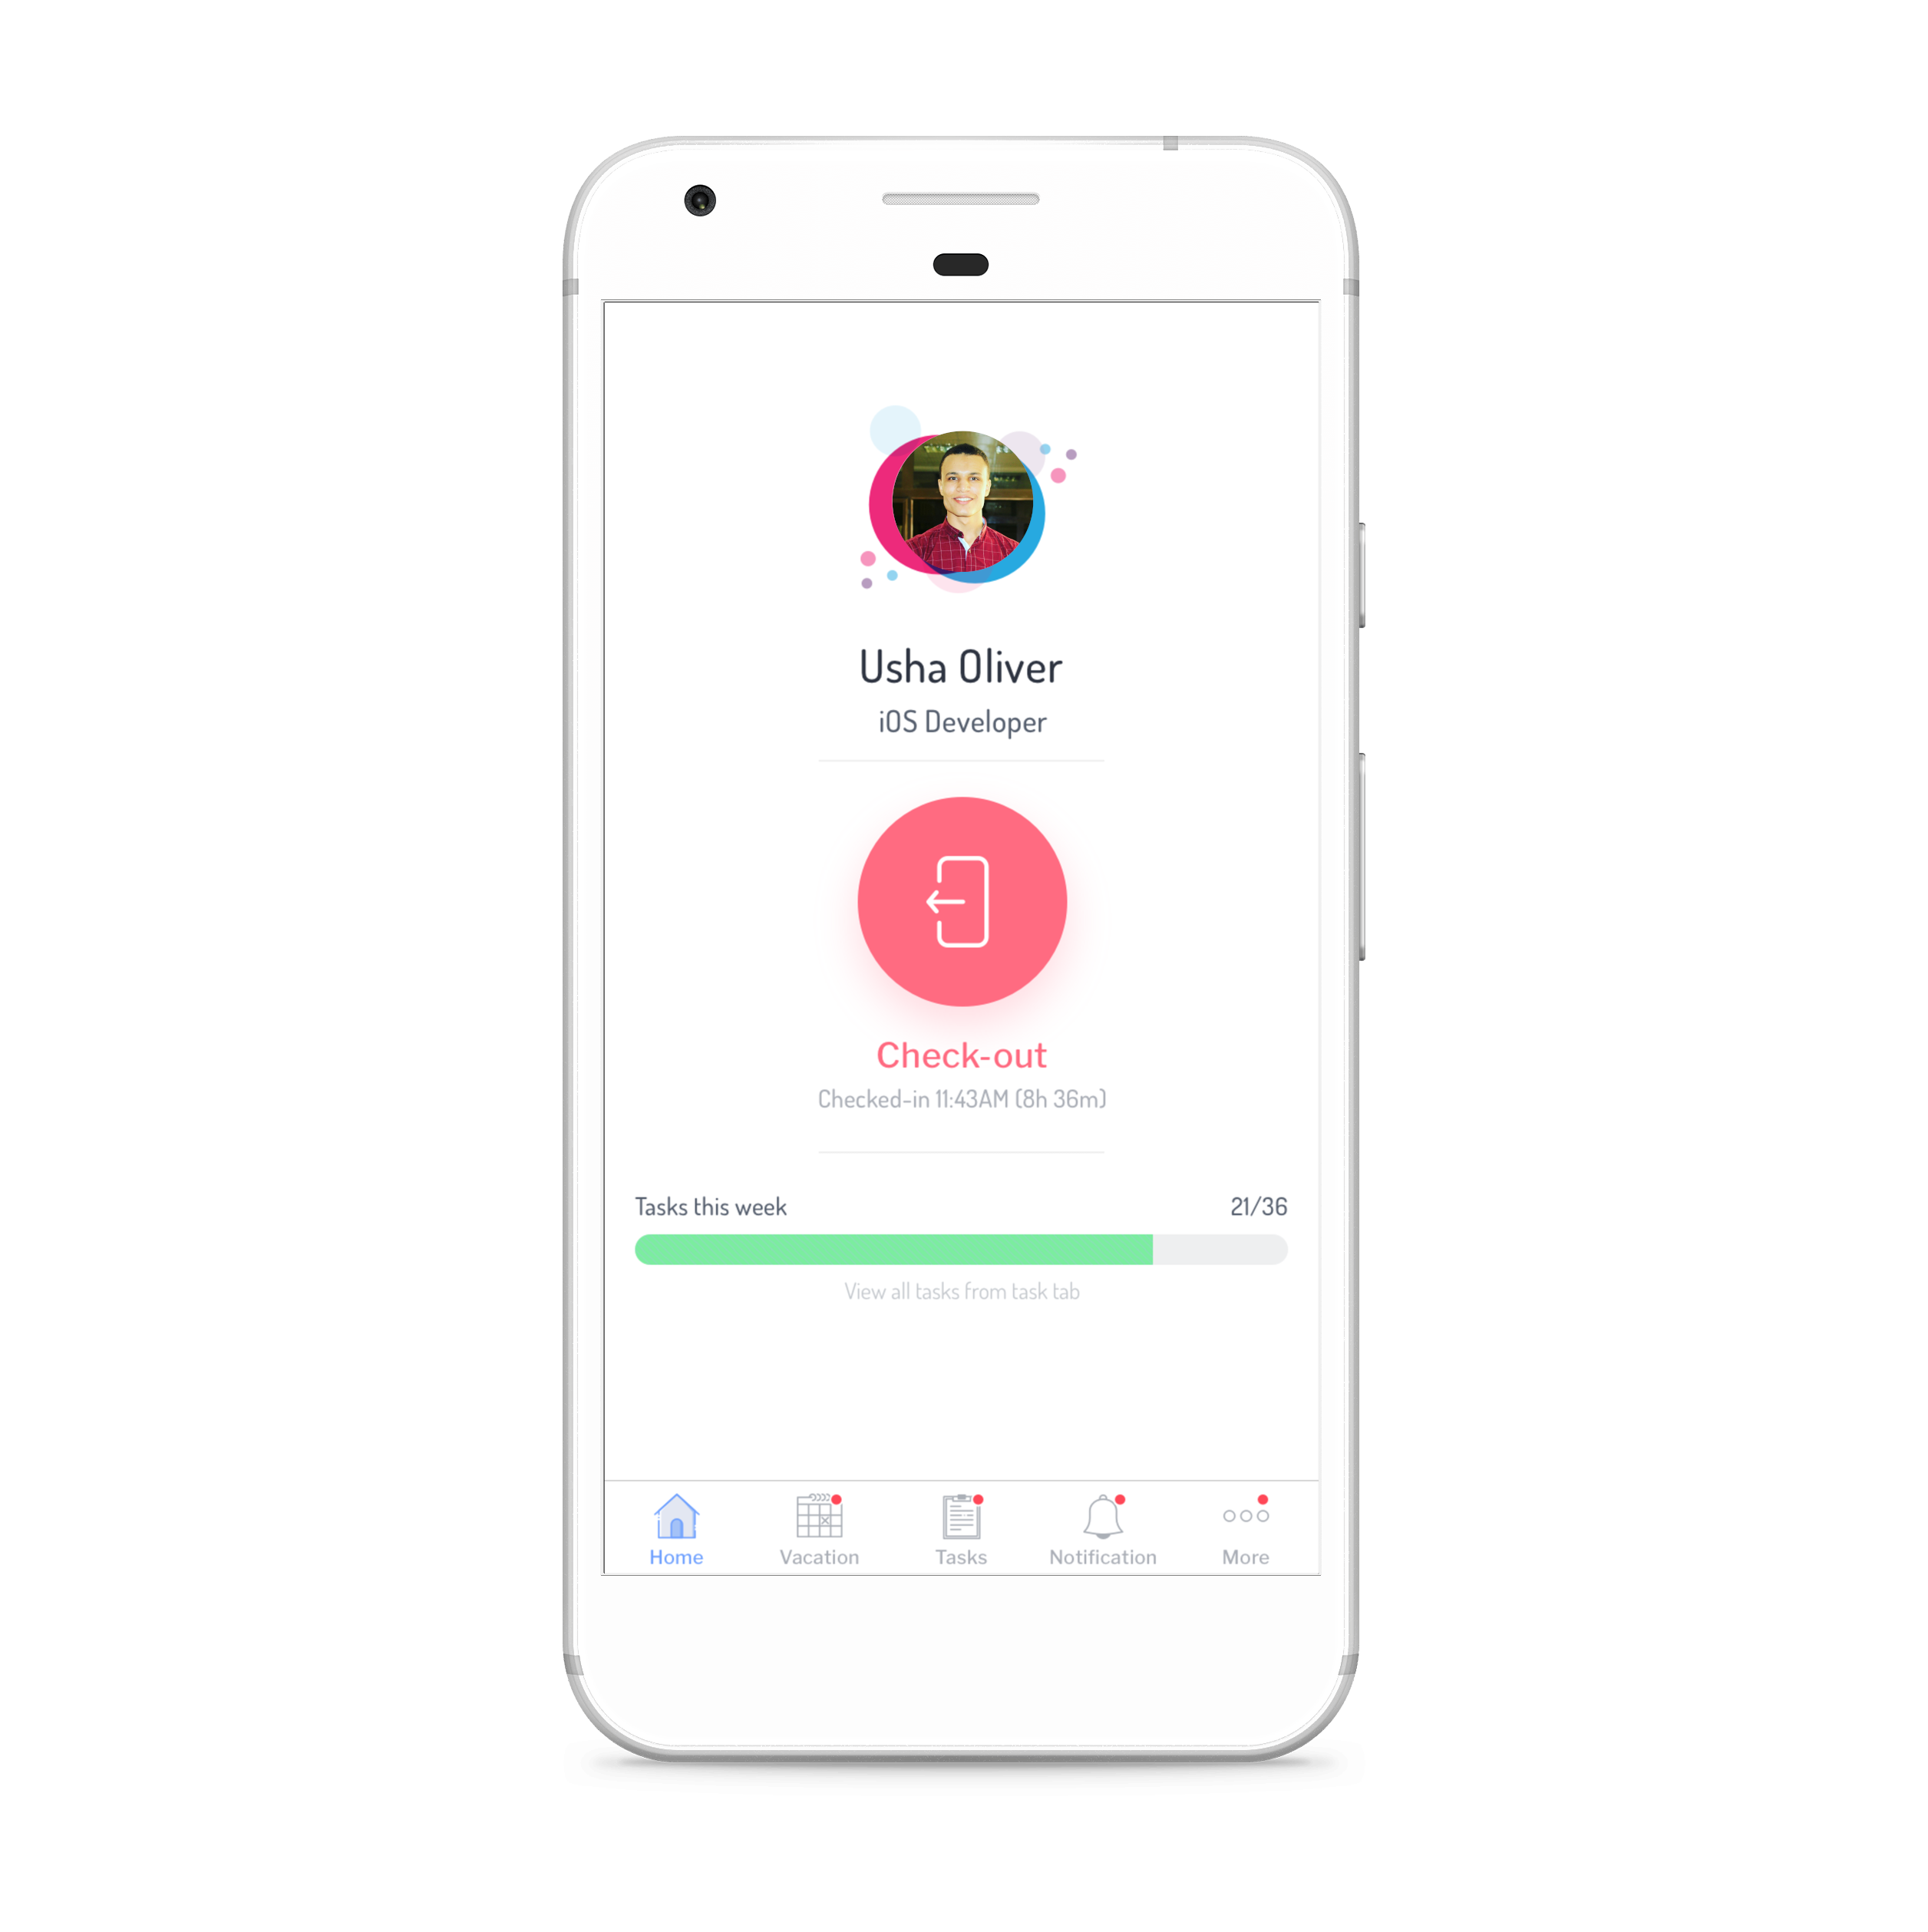 Usha Oliver
iOS Developer
Check-out
Checked-in 11:43AM (8h 36m)
Tasks this week 21/36
View all tasks from task tab
Home Vacation Tasks Notification More